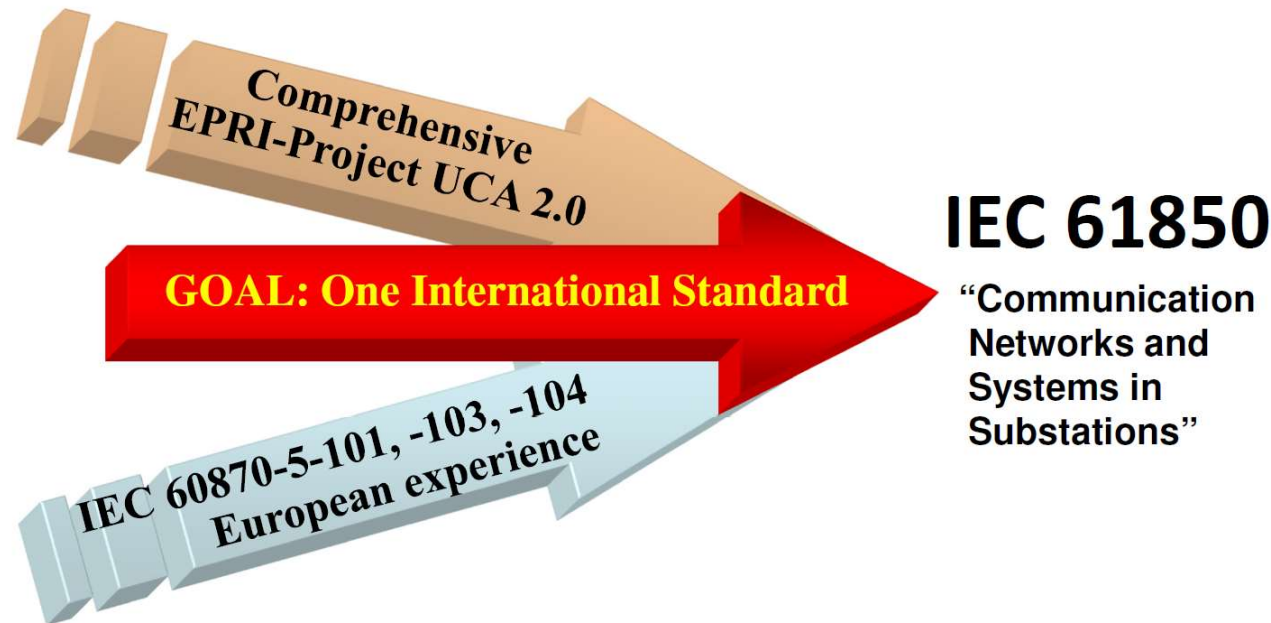 Comprehensive
EPRI-Project UCA 2.0
GOAL: One International Standard
IEC 60870-5-101, -103, -104
European experience
IEC 61850
“Communication
Networks and
Systems in
Substations”